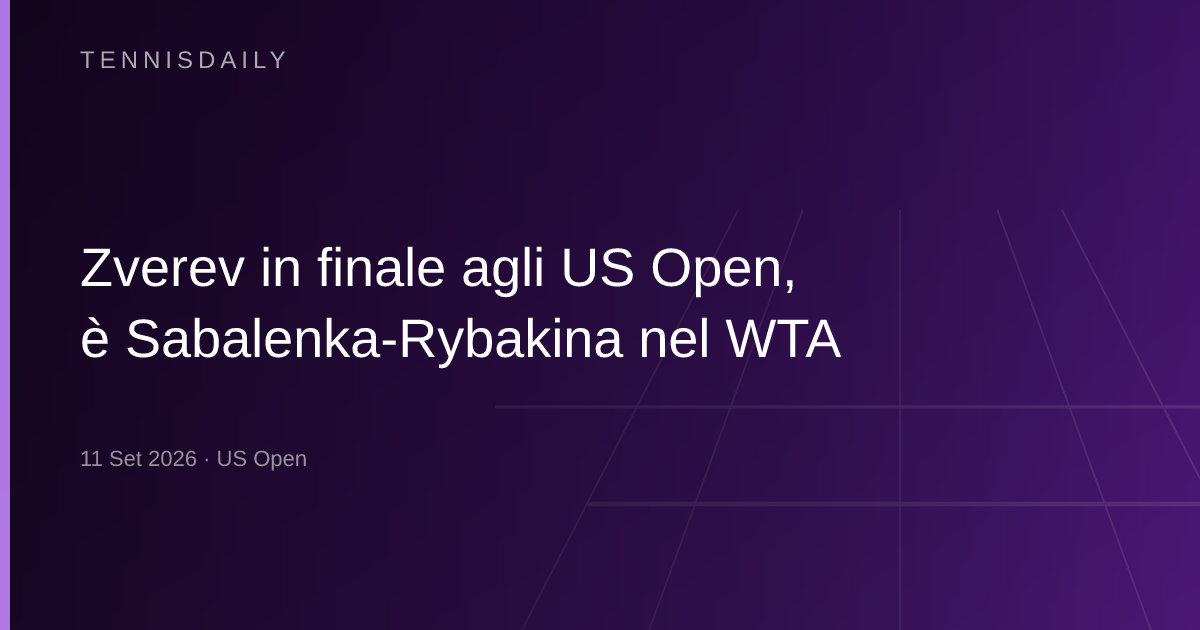 TENNISDAILY
Zverev in finale agli US Open,
è Sabalenka-Rybakina nel WTA
11 Set 2026 · US Open